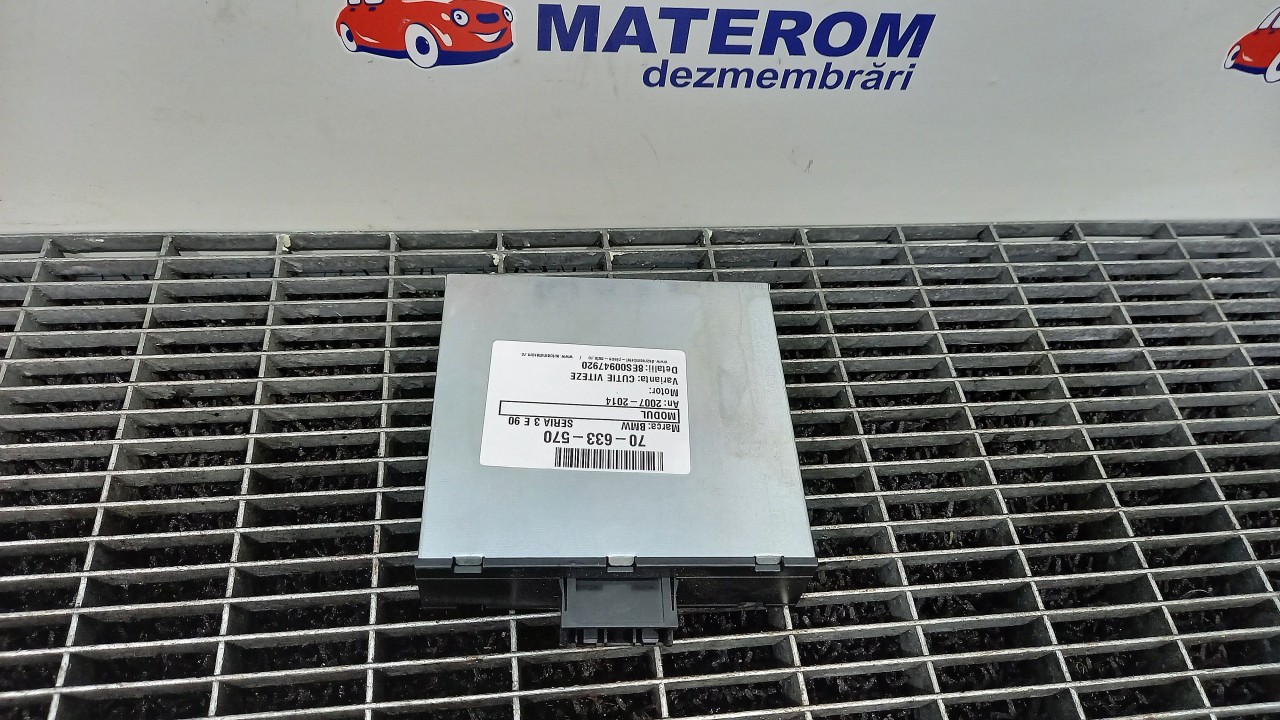 MATEROM
dezmembrări
70-633-570
Marca: BMW SERIA 3 E 90
MODUL
An: 2007-2014
Motor:
Varianta: CUTIE VITEZE
Detalii: 8ES00947920